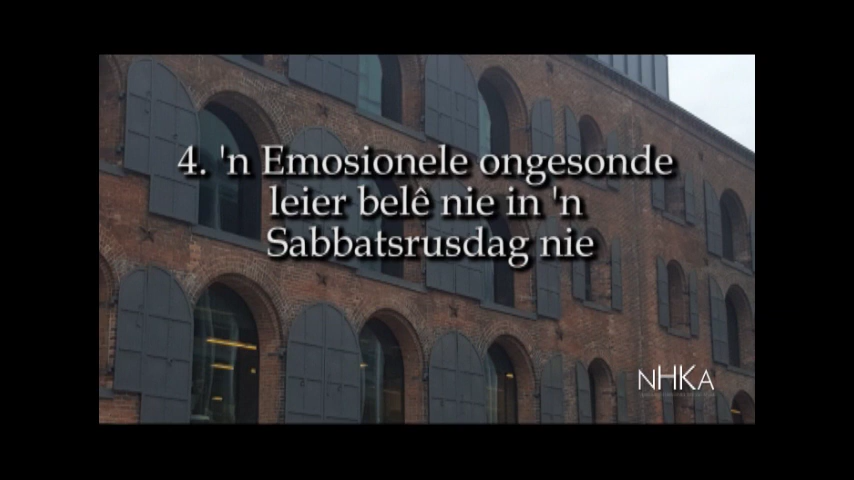 4. 'n Emosionele ongesonde
leier belê nie in 'n
Sabbatsrusdag nie
NHKA